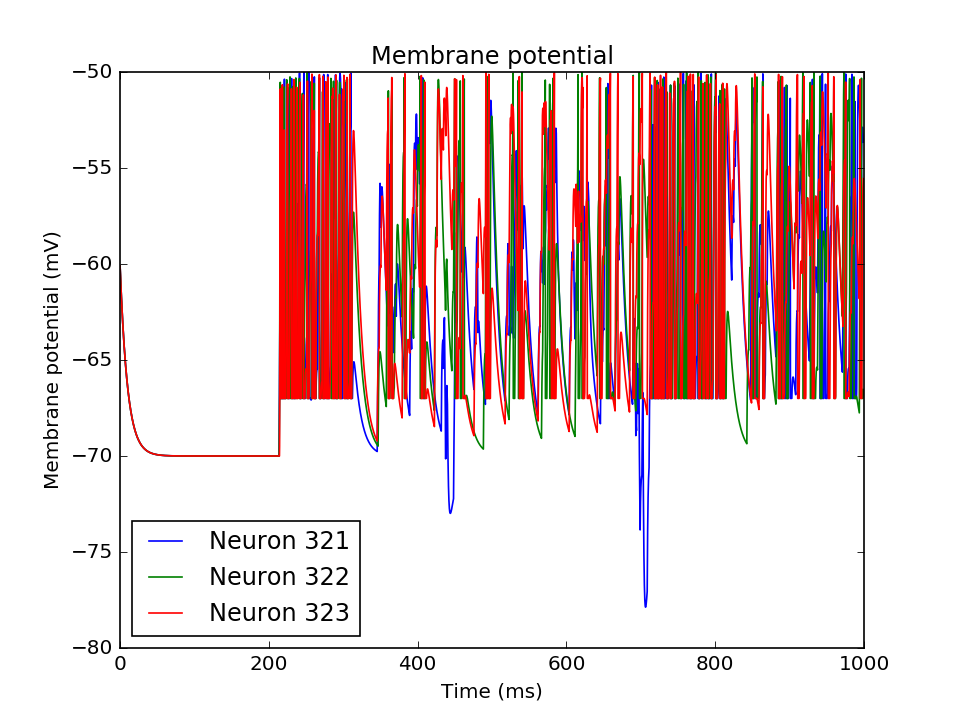 Membrane potential
−50
−55
−60
−65
−70
−75
−80
Membrane potential (mV)
Neuron 321
Neuron 322
Neuron 323
0
200
400
600
800
1000
Time (ms)